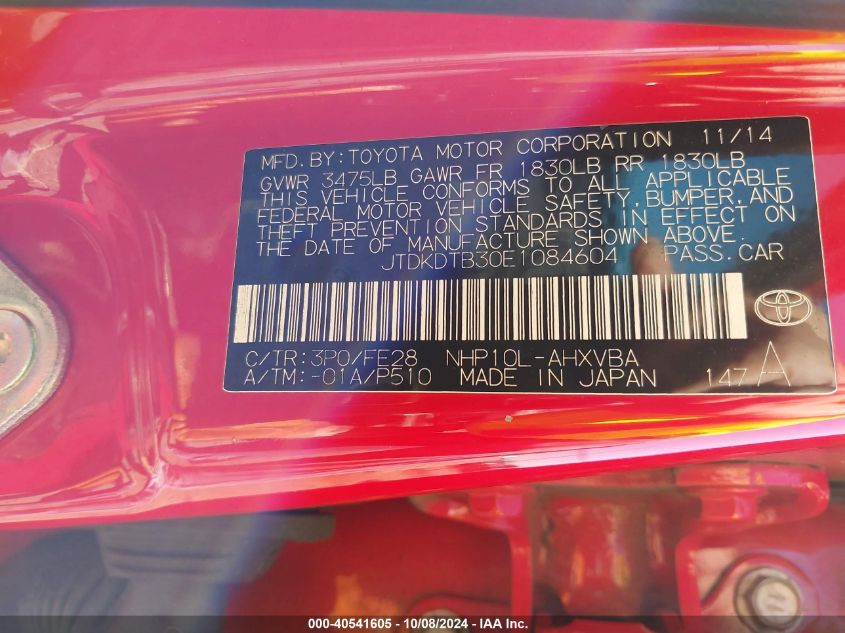 MFD. BY: TOYOTA MOTOR CORPORATION 11/14
GVWR 3475LB GAWR FR 1830LB RR 1830LB
THIS VEHICLE CONFORMS TO ALL APPLICABLE
FEDERAL MOTOR VEHICLE SAFETY, BUMPER, AND
THEFT PREVENTION STANDARDS IN EFFECT ON
THE DATE OF MANUFACTURE SHOWN ABOVE.
JTDKDTB30E1084604 PASS. CAR
C/TR: 3P0/FE28 NHP10L-AHXVBA
A/TM: -01A/P510 MADE IN JAPAN 147 A
000-40541605 - 10/08/2024 - IAA Inc.